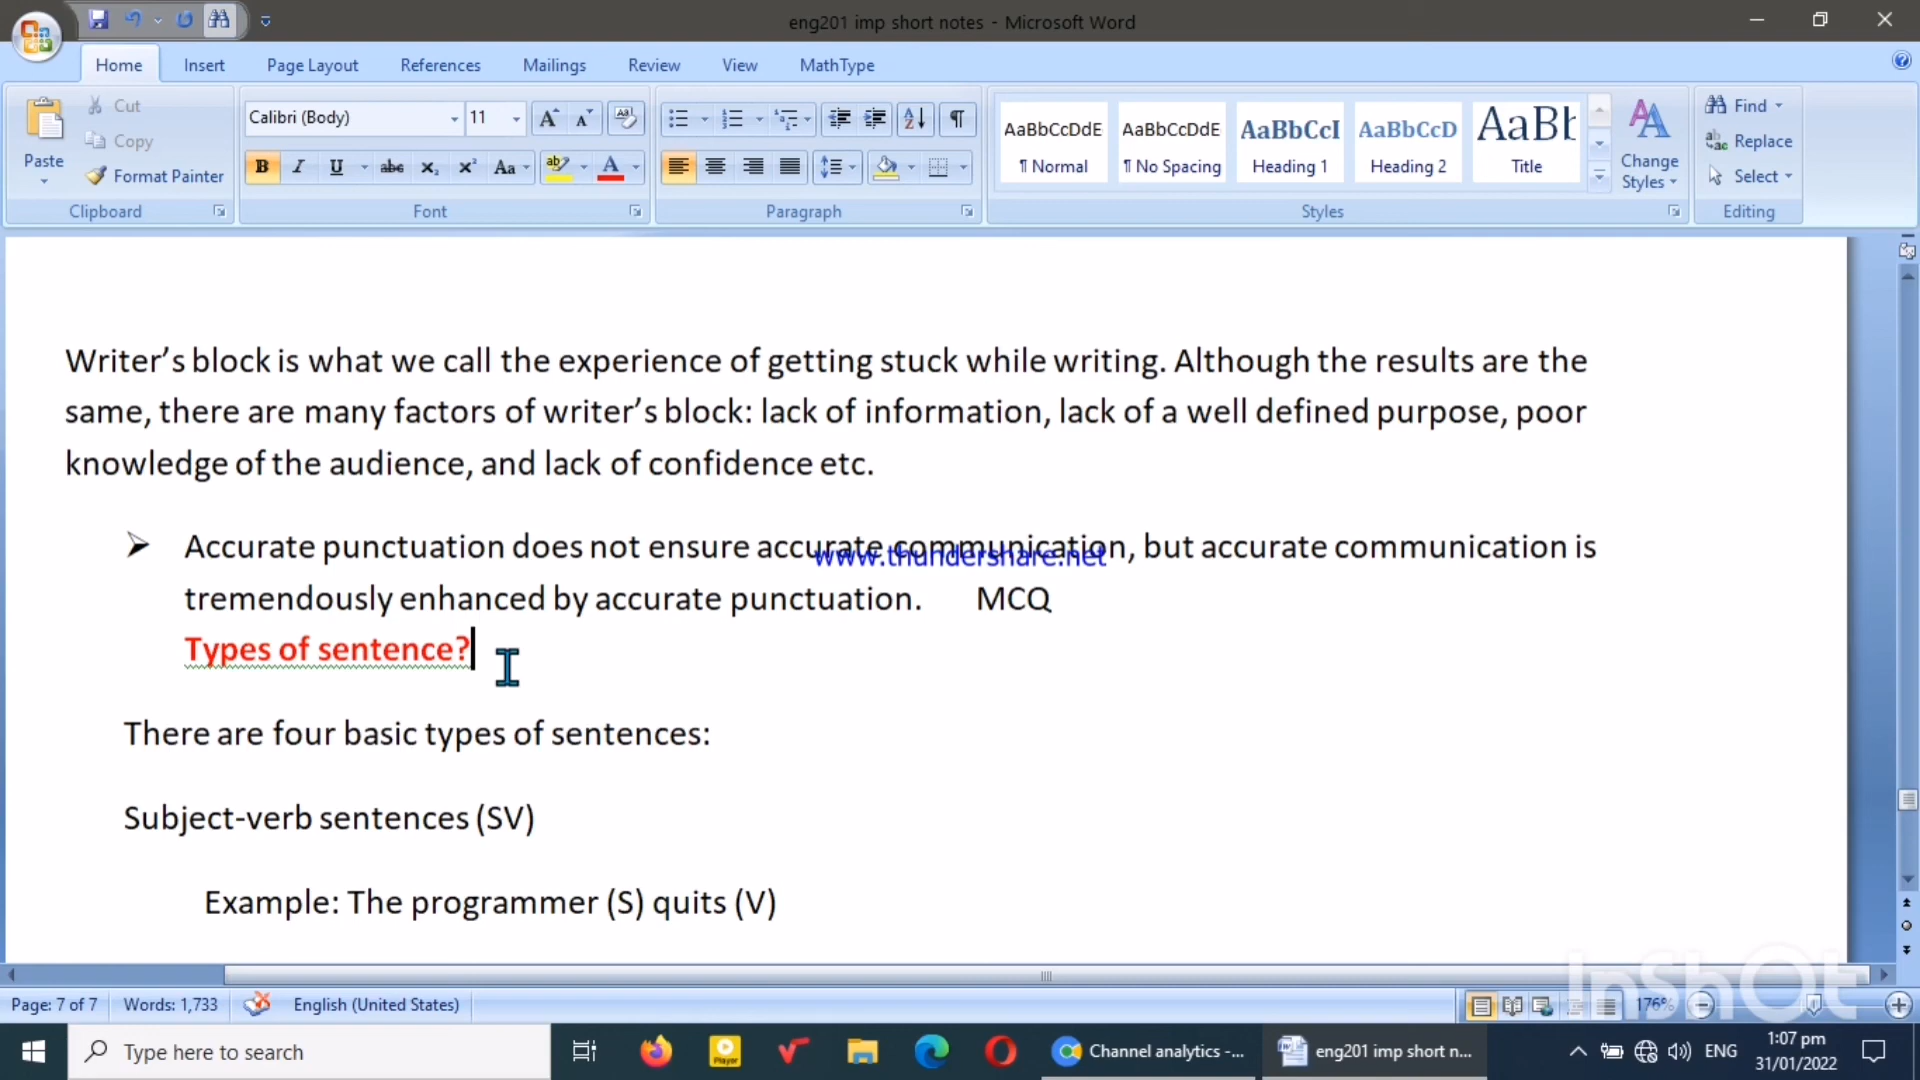 eng201 imp short notes - Microsoft Word
Home Insert Page Layout References Mailings Review View MathType
Cut
Copy
Paste
Format Painter
Clipboard
Calibri (Body) 11
Font
Paragraph
AaBbCcDdE AaBbCcDdE AaBbCcI AaBbCcD
¶ Normal ¶ No Spacing Heading 1 Heading 2 Title
Change
Styles
Styles
Find
Replace
Select
Editing
Writer’s block is what we call the experience of getting stuck while writing. Although the results are the
same, there are many factors of writer’s block: lack of information, lack of a well defined purpose, poor
knowledge of the audience, and lack of confidence etc.
➢ Accurate punctuation does not ensure accurate communication, but accurate communication is
www.thundershare.net
tremendously enhanced by accurate punctuation. MCQ
Types of sentence?
There are four basic types of sentences:
Subject-verb sentences (SV)
Example: The programmer (S) quits (V)
InShOt
Page: 7 of 7 Words: 1,733 English (United States) 176%
Type here to search
Player
Channel analytics -...
eng201 imp short n...
ENG
1:07 pm
31/01/2022